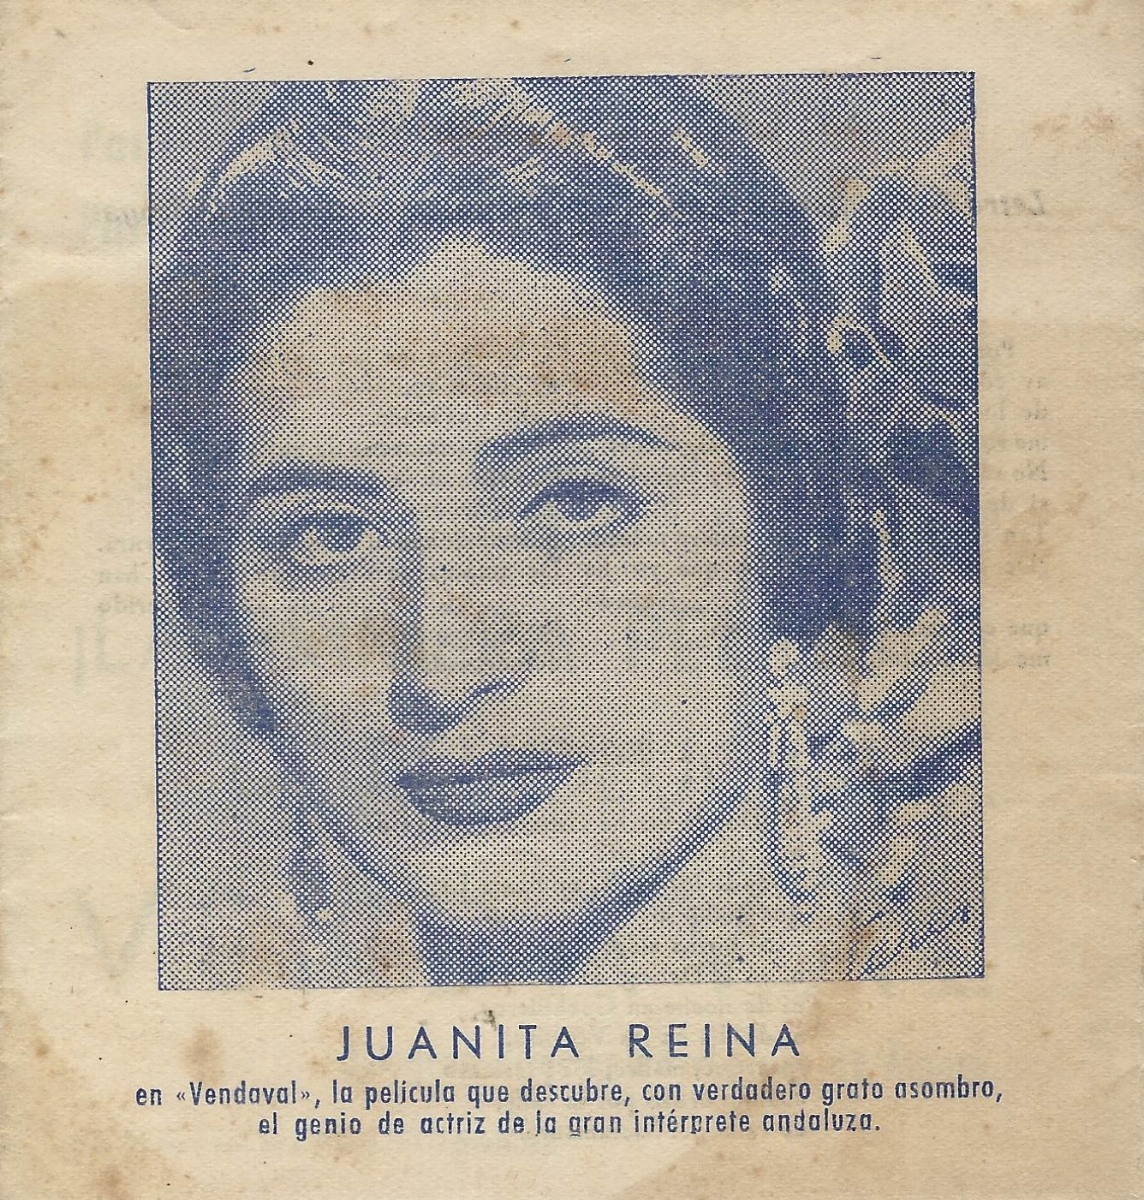 JUANITA REINA
en «Vendaval», la película que descubre, con verdadero grato asombro,
el genio de actriz de la gran intérprete andaluza.